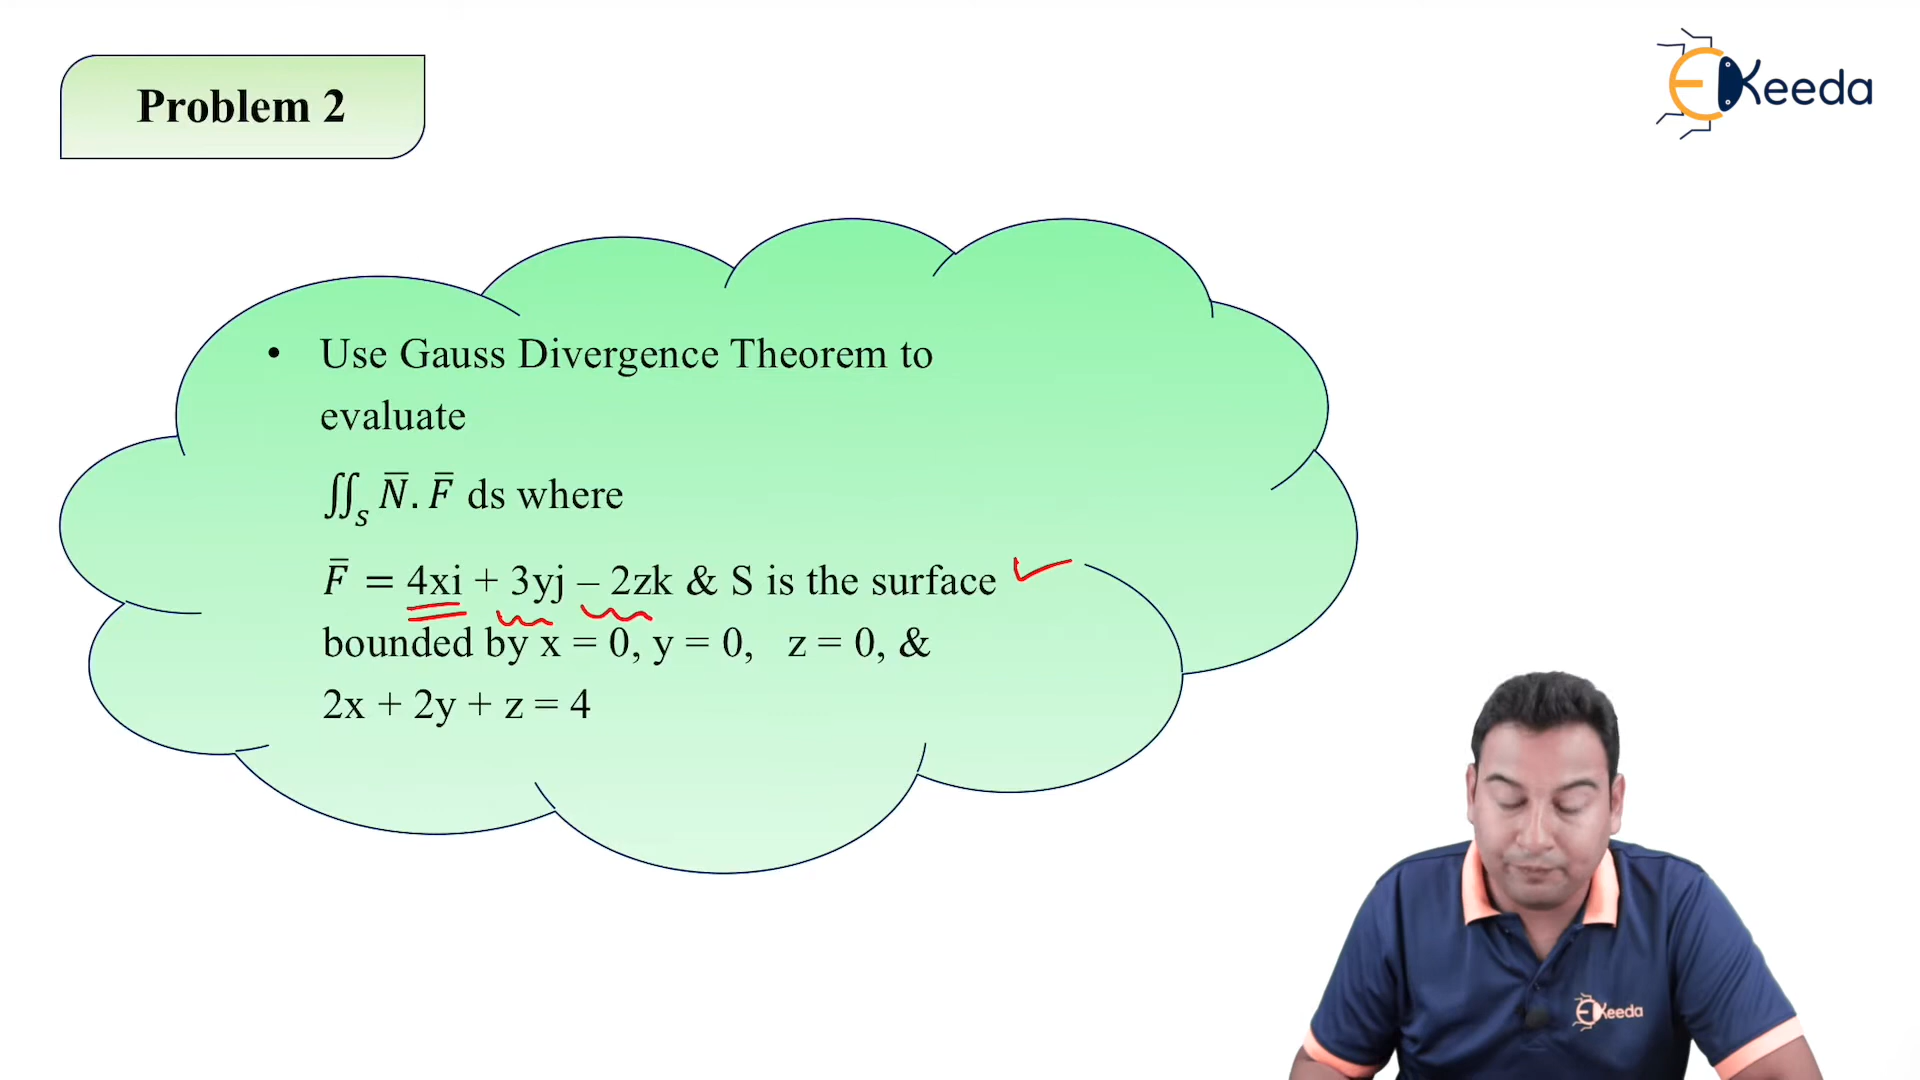 Problem 2
EKeeda
• Use Gauss Divergence Theorem to
evaluate
∬_S N̅. F̅ ds where
F̅ = 4xi + 3yj – 2zk & S is the surface
bounded by x = 0, y = 0, z = 0, &
2x + 2y + z = 4
EKeeda